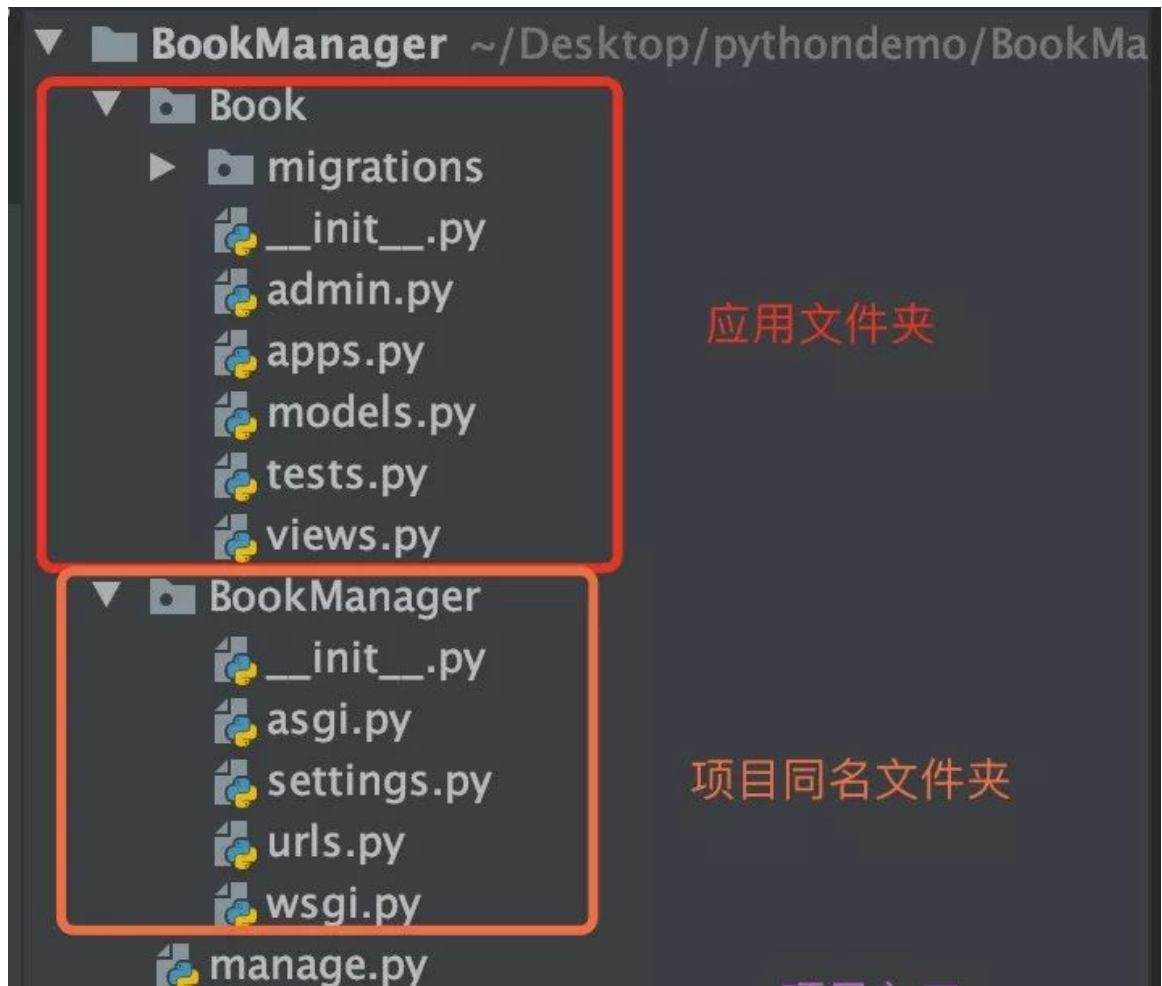 BookManager ~/Desktop/pythondemo/BookMa
Book
migrations
__init__.py
admin.py
应用文件夹
apps.py
models.py
tests.py
views.py
BookManager
__init__.py
asgi.py
settings.py
项目同名文件夹
urls.py
wsgi.py
manage.py